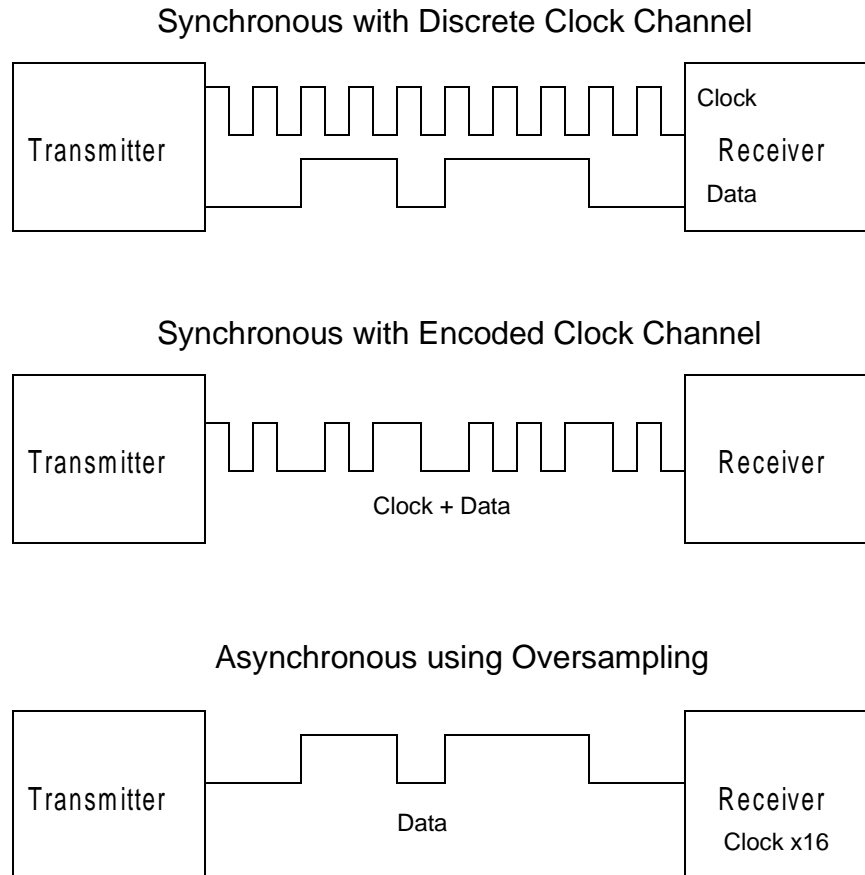 Synchronous with Discrete Clock Channel
Clock
Transmitter
Receiver
Data
Synchronous with Encoded Clock Channel
Transmitter
Receiver
Clock + Data
Asynchronous using Oversampling
Transmitter
Receiver
Data
Clock x16